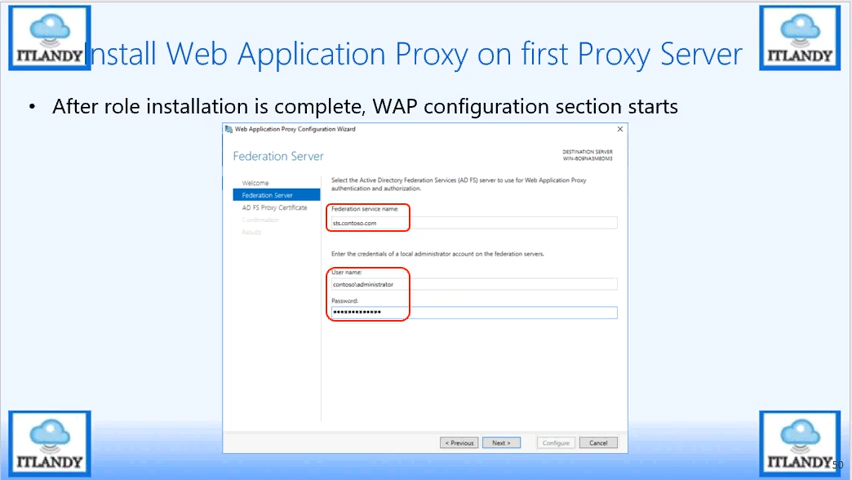 ITLANDY
Install Web Application Proxy on first Proxy Server
ITLANDY
• After role installation is complete, WAP configuration section starts
Web Application Proxy Configuration Wizard
Federation Server
DESTINATION SERVER
Welcome
Federation Server
AD FS Proxy Certificate
Confirmation
Results
Select the Active Directory Federation Services (AD FS) server to use for Web Application Proxy
authentication and authorization.
Federation service name:
sts.contoso.com
Enter the credentials of a local administrator account on the federation servers.
User name:
contoso\administrator
Password:
•••••••••••••
< Previous
Next >
Configure
Cancel
ITLANDY
ITLANDY
50